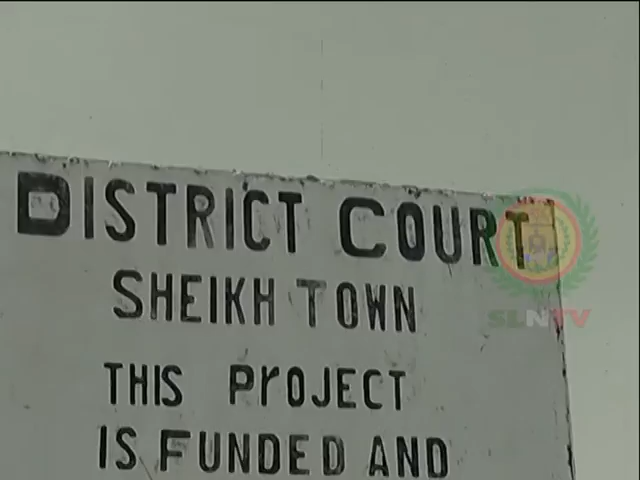 DISTRICT COURT
SHEIKH TOWN
THIS PrOJECT
IS FUNDED AND
SLNTV